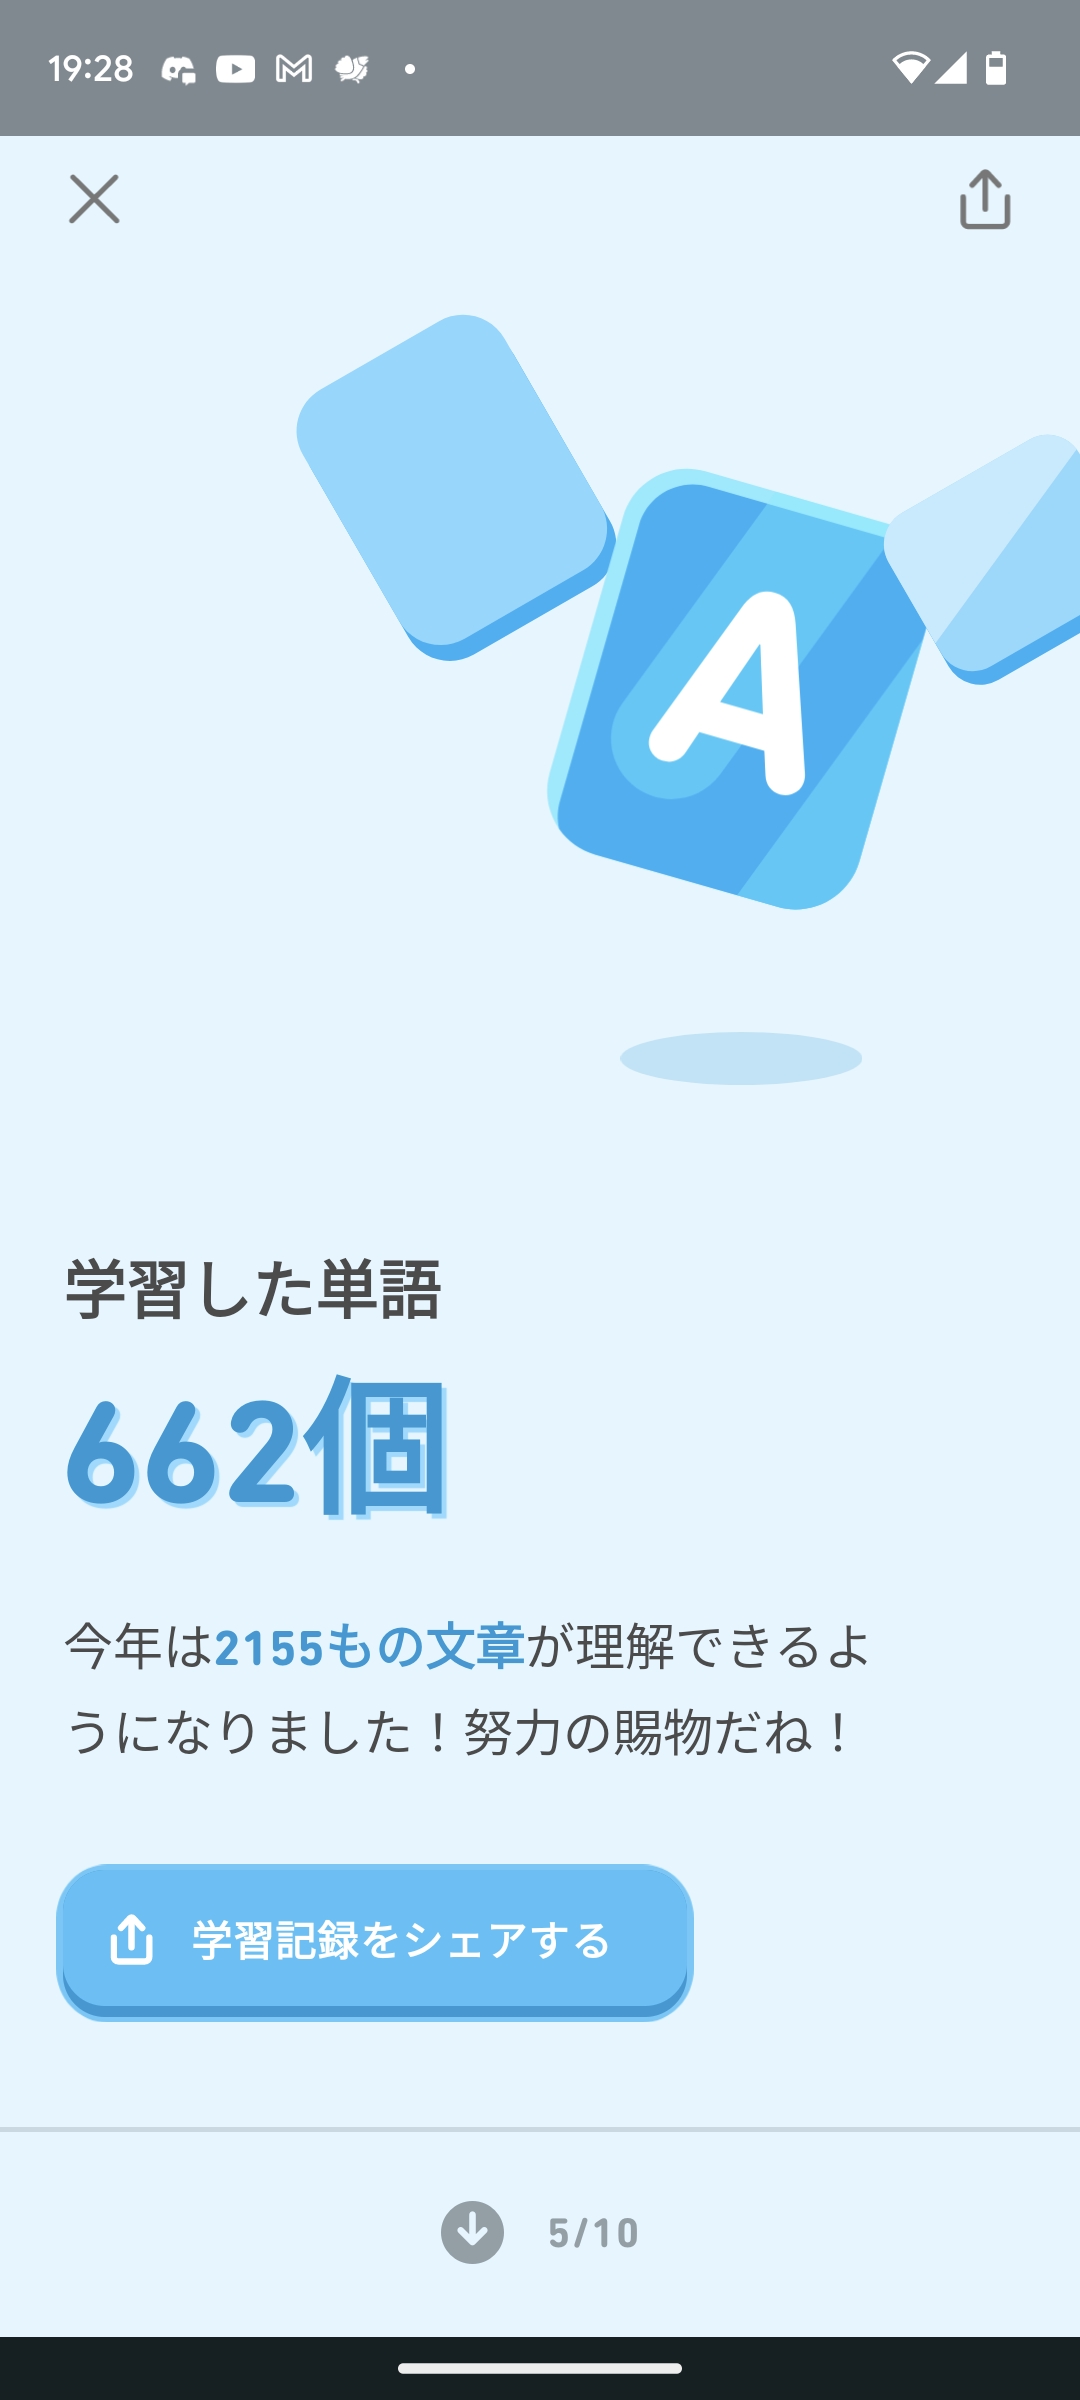 19:28
A
学習した単語
662個
今年は2155もの文章が理解できるよ
うになりました！努力の賜物だね！
学習記録をシェアする
5/10